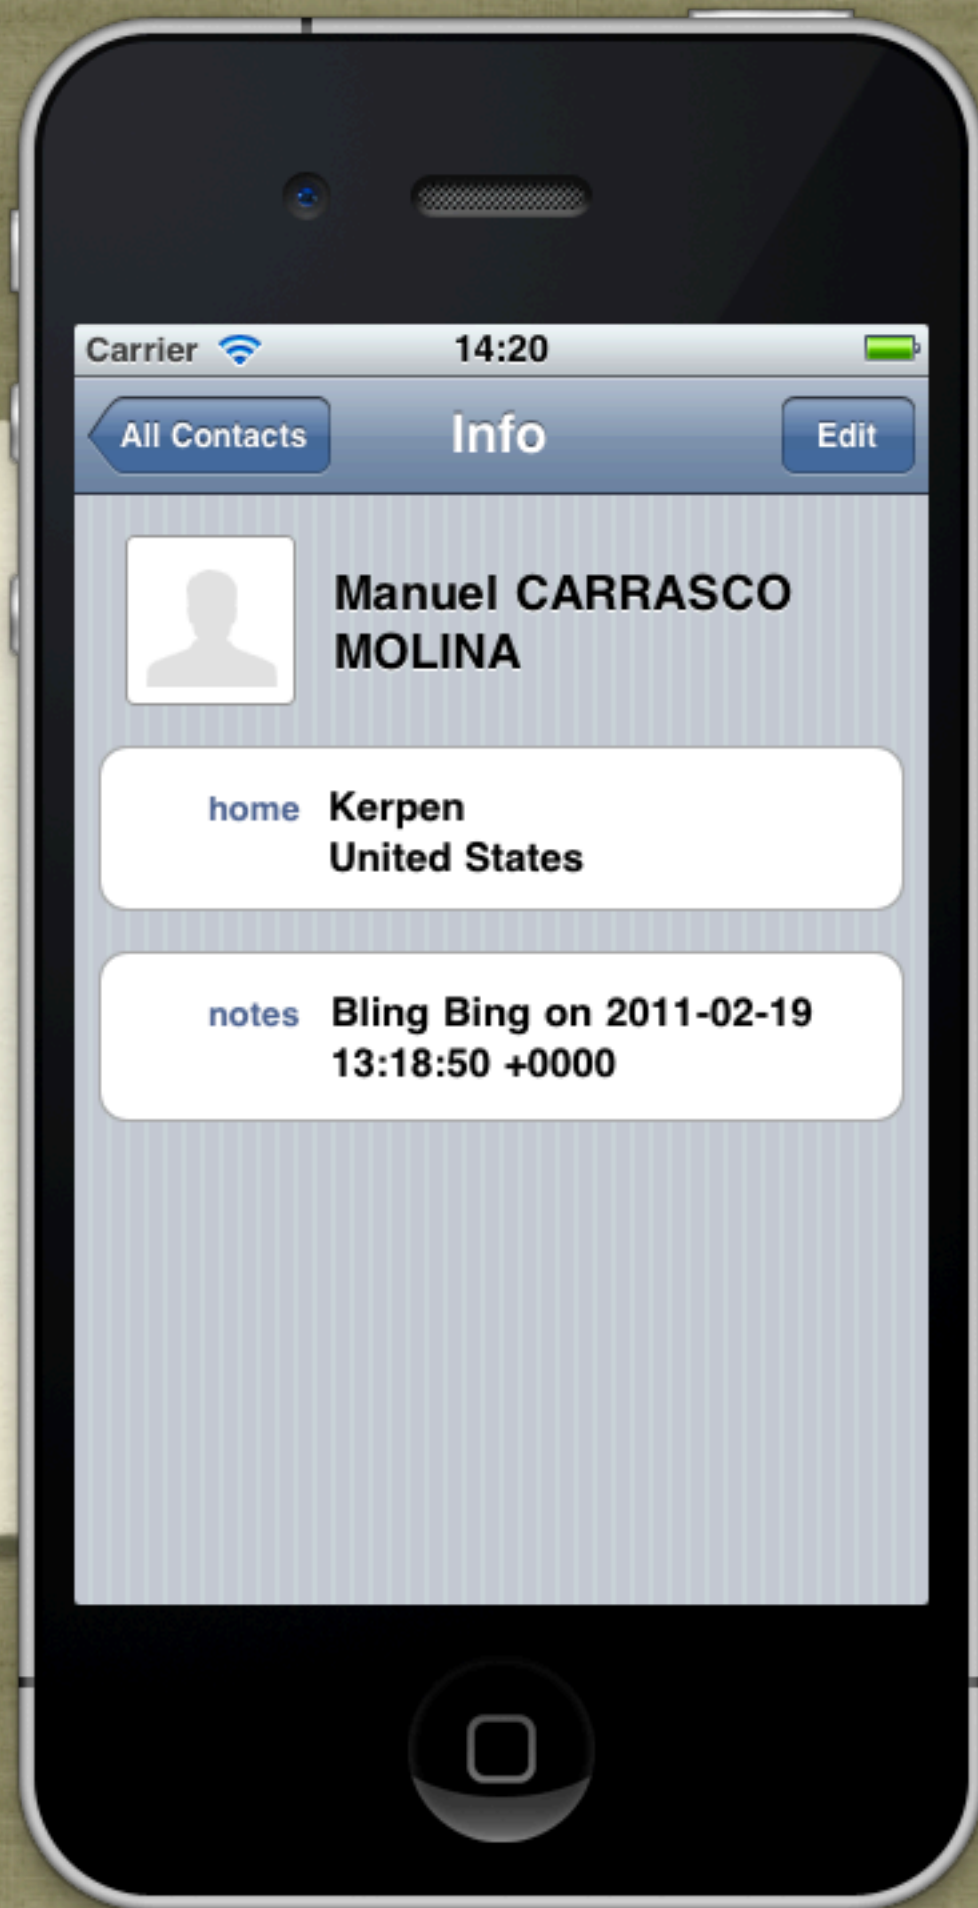 Carrier 14:20
All Contacts Info Edit
Manuel CARRASCO
MOLINA
home Kerpen
United States
notes Bling Bing on 2011-02-19
13:18:50 +0000